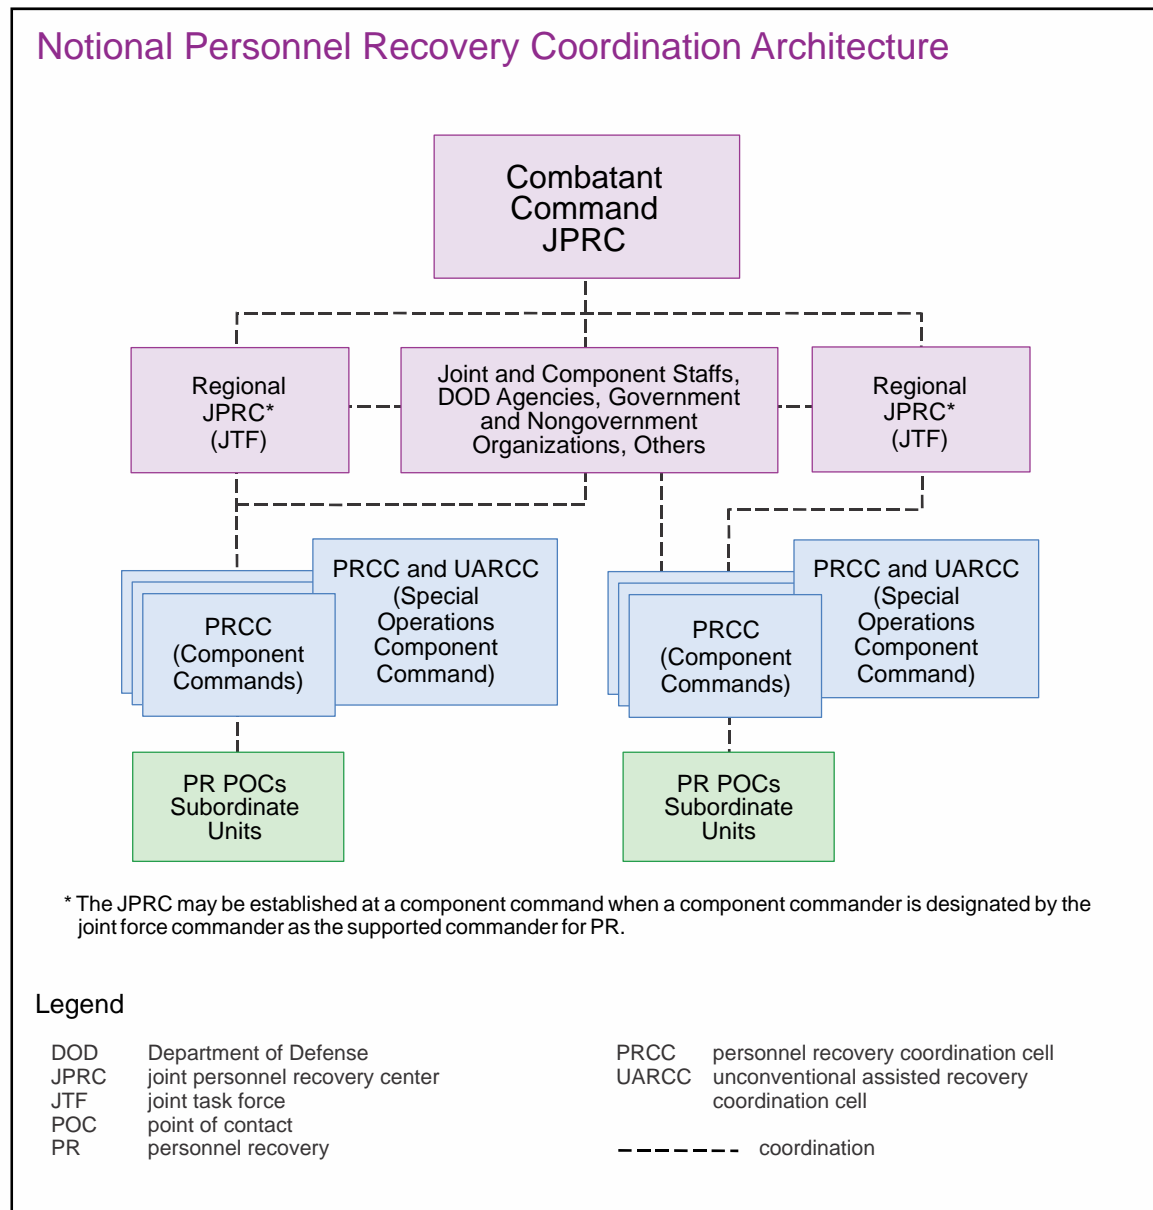 Notional Personnel Recovery Coordination Architecture
Combatant
Command
JPRC
Regional
JPRC*
(JTF)
Joint and Component Staffs,
DOD Agencies, Government
and Nongovernment
Organizations, Others
Regional
JPRC*
(JTF)
PRCC
(Component
Commands)
PRCC and UARCC
(Special
Operations
Component
Command)
PRCC
(Component
Commands)
PRCC and UARCC
(Special
Operations
Component
Command)
PR POCs
Subordinate
Units
PR POCs
Subordinate
Units
* The JPRC may be established at a component command when a component commander is designated by the
joint force commander as the supported commander for PR.
Legend
DOD Department of Defense
JPRC joint personnel recovery center
JTF joint task force
POC point of contact
PR personnel recovery
PRCC personnel recovery coordination cell
UARCC unconventional assisted recovery
coordination cell
coordination